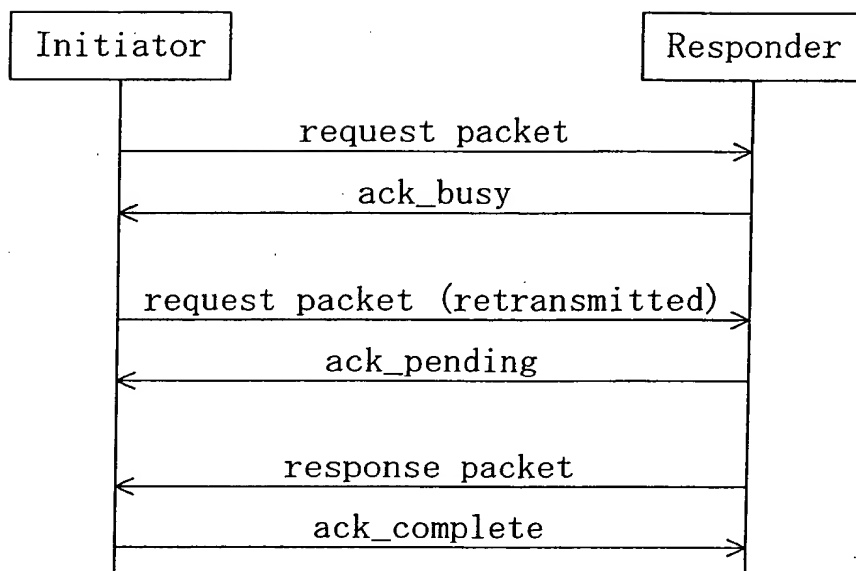 Initiator
Responder
request packet
ack_busy
request packet (retransmitted)
ack_pending
response packet
ack_complete